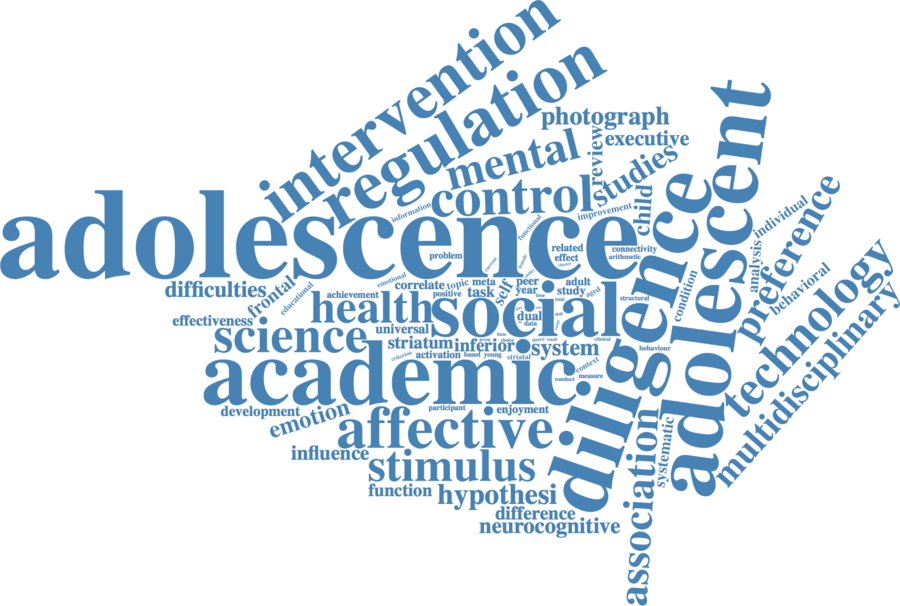 intervention
regulation
photograph
executive
review
mental
studies
control
child
information
functional
improvement
adolescence
diligence
adolescent
individual
preference
analysis
behavioral
technology
multidisciplinary
condition
problem
related
effect
connectivity
arithmetic
difficulties
frontal
educational
emotional
correlate
topic
meta
task
self
peer
year
adult
study
aged
structural
achievement
positive
health
social
dual
data
effectiveness
science
universal
striatum
inferior
system
clinical
behaviour
criterion
activation
based
young
striatal
context
academic
conduct
measure
development
emotion
participant
enjoyment
affective
influence
stimulus
function
hypothesi
difference
neurocognitive
association
systematic